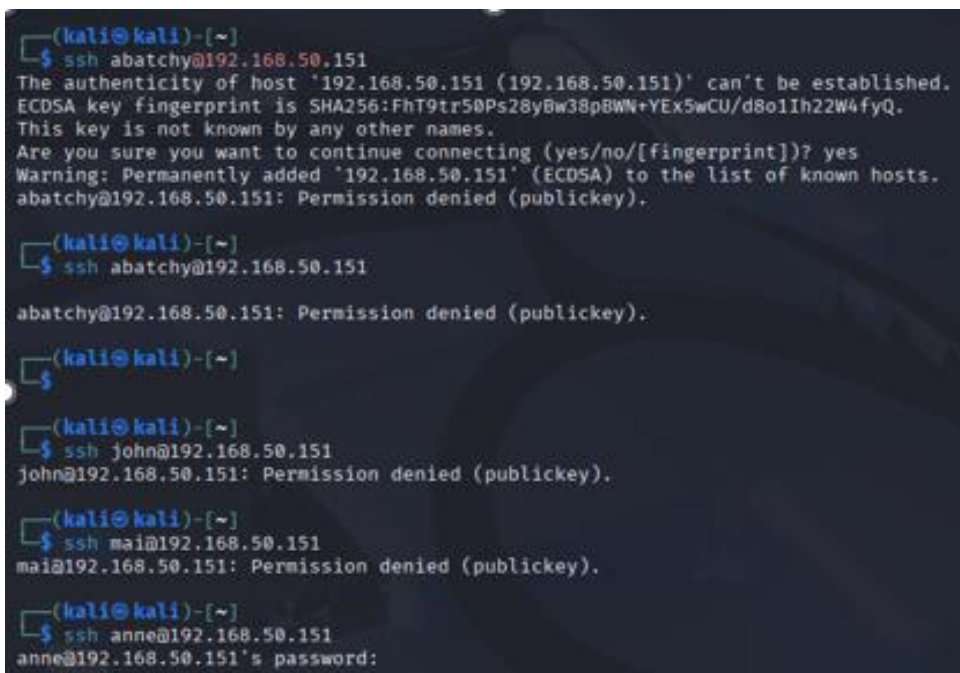 (kali㉿kali)-[~]
$ ssh abatchy@192.168.50.151
The authenticity of host '192.168.50.151 (192.168.50.151)' can't be established.
ECDSA key fingerprint is SHA256:FhT9tr50Ps28yBw38pBWN+YEx5wCU/d8o1Ih22W4fyQ.
This key is not known by any other names.
Are you sure you want to continue connecting (yes/no/[fingerprint])? yes
Warning: Permanently added '192.168.50.151' (ECDSA) to the list of known hosts.
abatchy@192.168.50.151: Permission denied (publickey).
(kali㉿kali)-[~]
$ ssh abatchy@192.168.50.151
abatchy@192.168.50.151: Permission denied (publickey).
(kali㉿kali)-[~]
$
(kali㉿kali)-[~]
$ ssh john@192.168.50.151
john@192.168.50.151: Permission denied (publickey).
(kali㉿kali)-[~]
$ ssh mai@192.168.50.151
mai@192.168.50.151: Permission denied (publickey).
(kali㉿kali)-[~]
$ ssh anne@192.168.50.151
anne@192.168.50.151's password: